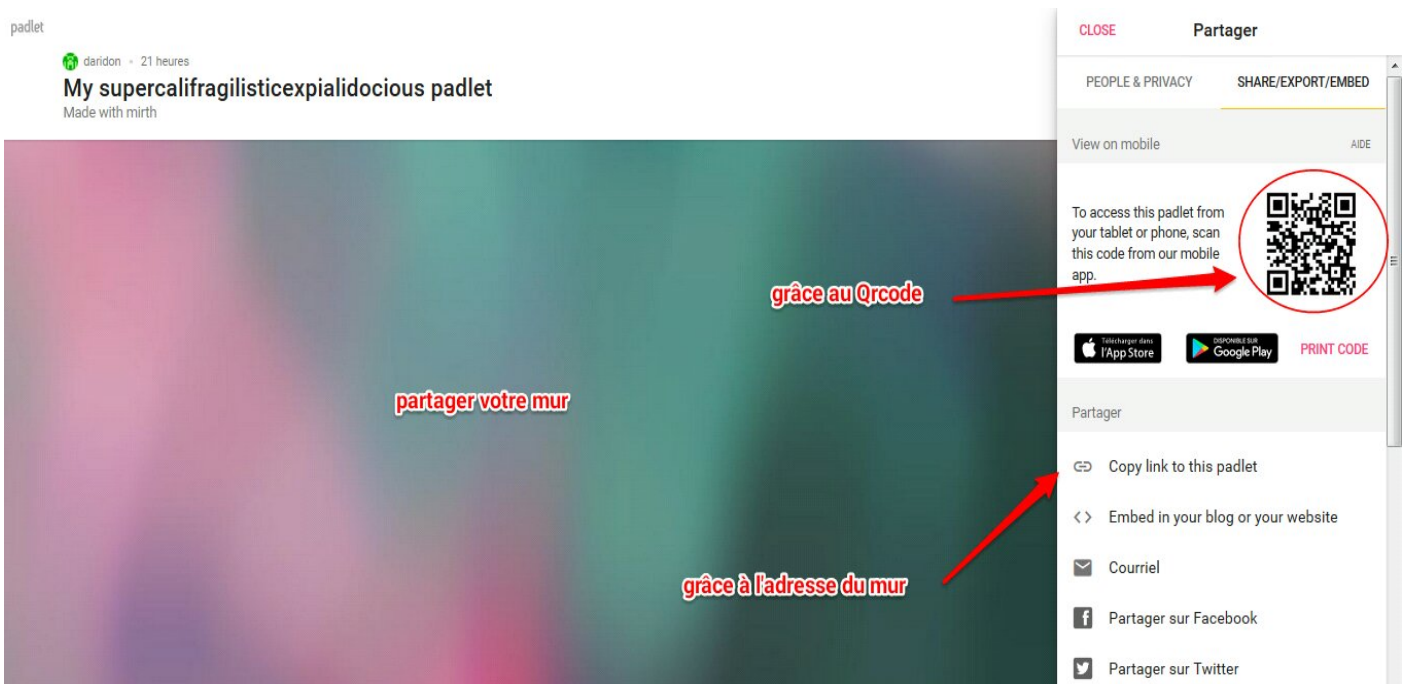 padlet
daridon • 21 heures
My supercalifragilisticexpialidocious padlet
Made with mirth
grâce au Qrcode
partager votre mur
grâce à l'adresse du mur
CLOSE Partager
PEOPLE & PRIVACY SHARE/EXPORT/EMBED
View on mobile AIDE
To access this padlet from
your tablet or phone, scan
this code from our mobile
app.
Télécharger dans
l'App Store
DISPONIBLE SUR
Google Play
PRINT CODE
Partager
Copy link to this padlet
Embed in your blog or your website
Courriel
Partager sur Facebook
Partager sur Twitter